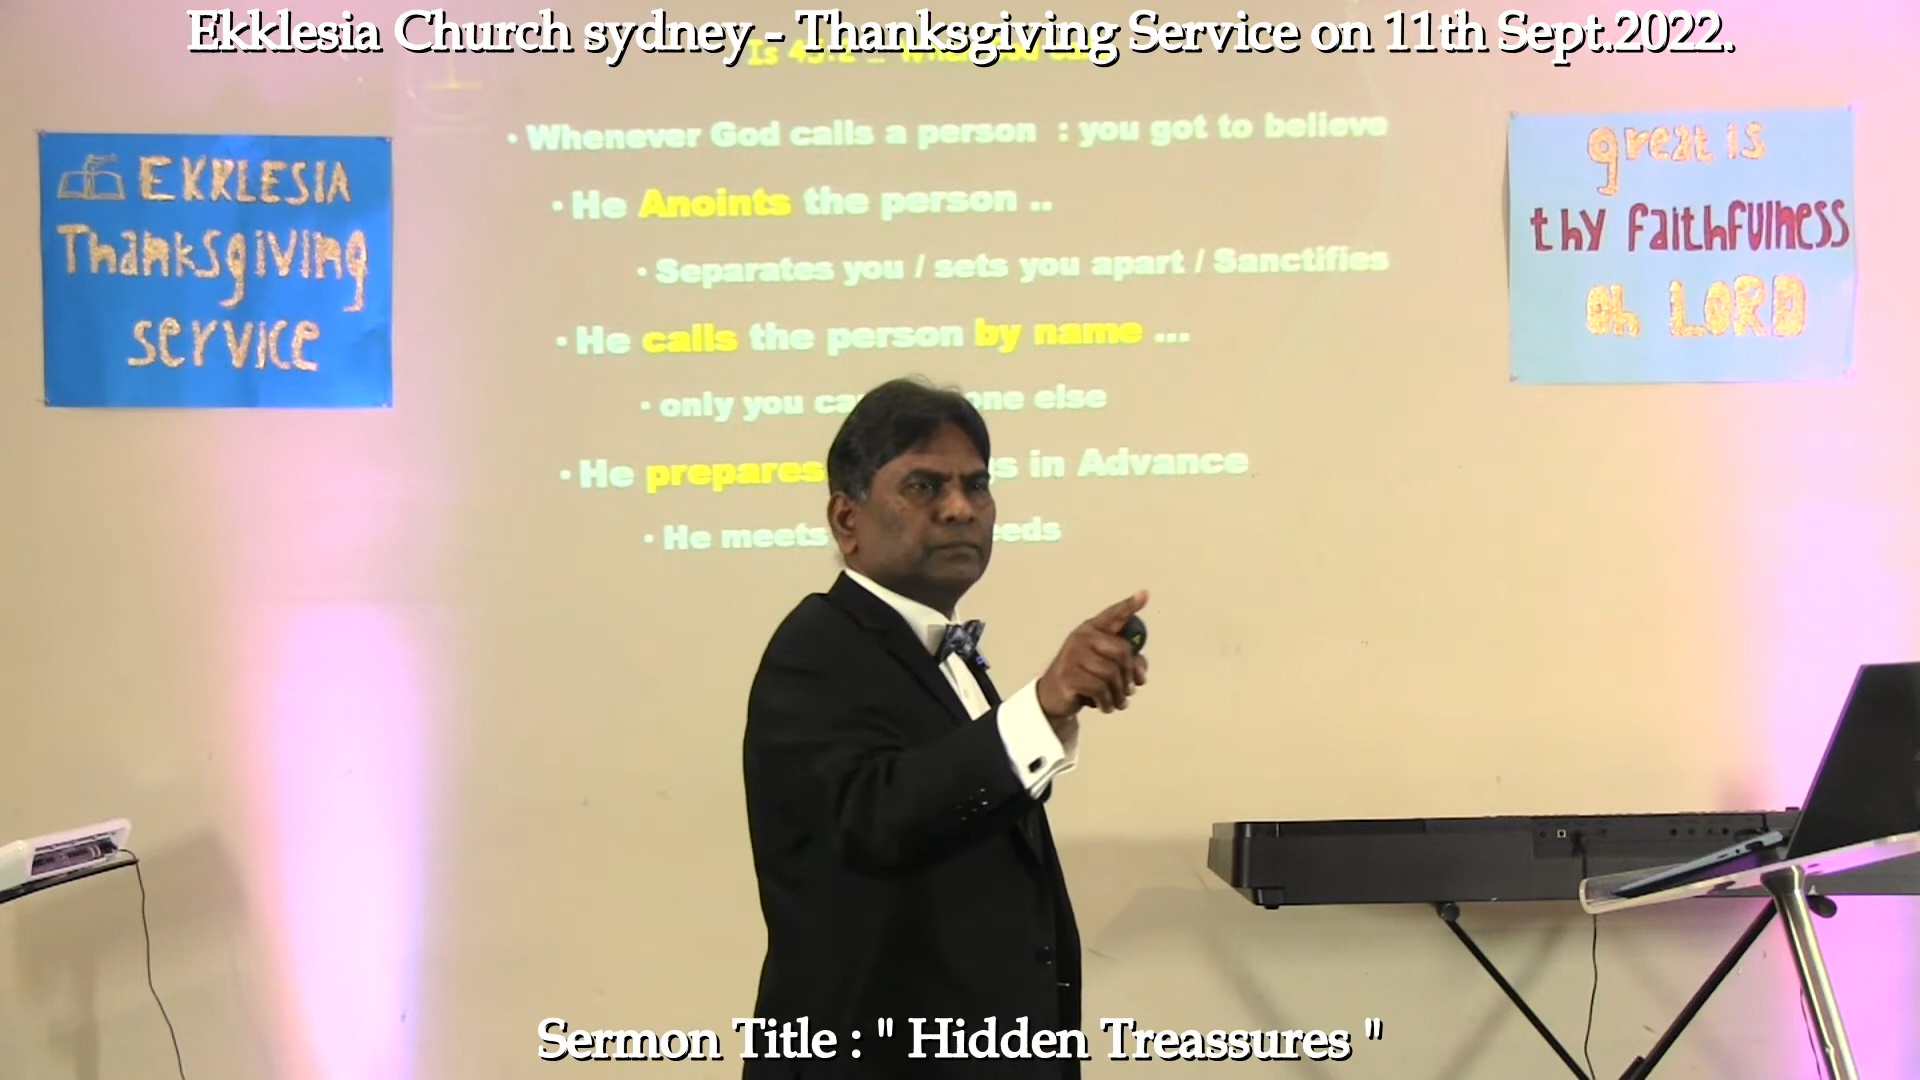 Ekklesia Church sydney - Thanksgiving Service on 11th Sept.2022.
• Whenever God calls a person : you got to believe
• He Anoints the person ..
• Separates you / sets you apart / Sanctifies
• He calls the person by name ...
• only you else
• He prepares in Advance
• He meets
EKKLESIA
Thanksgiving
service
great is
thy faithfulness
oh LORD
Sermon Title : " Hidden Treassures "